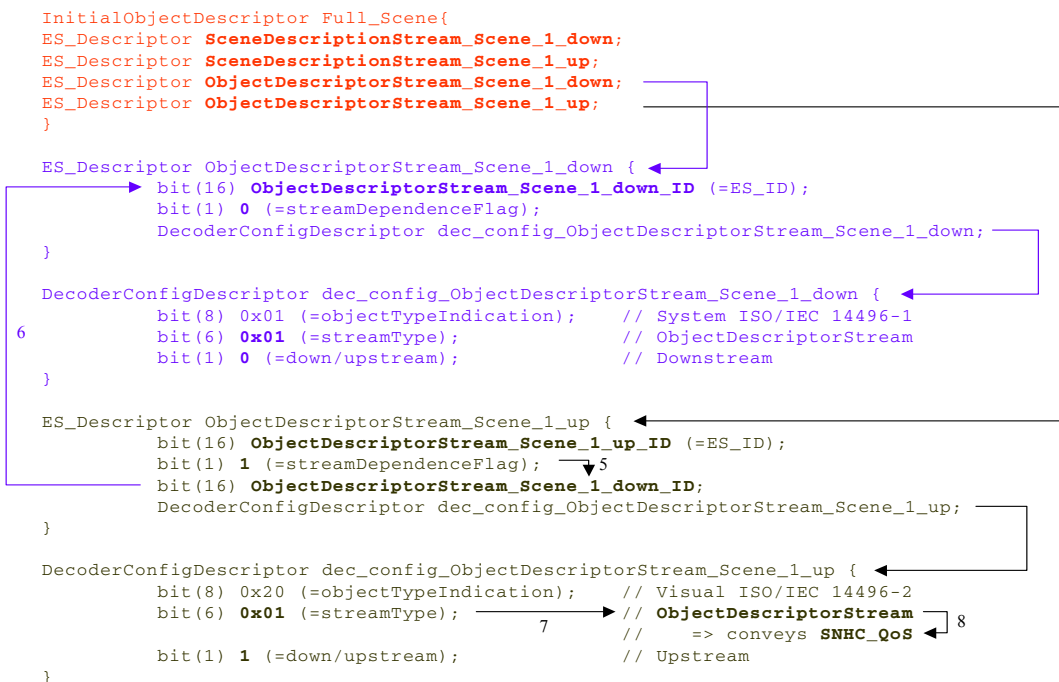 InitialObjectDescriptor Full_Scene{
ES_Descriptor SceneDescriptionStream_Scene_1_down;
ES_Descriptor SceneDescriptionStream_Scene_1_up;
ES_Descriptor ObjectDescriptorStream_Scene_1_down;
ES_Descriptor ObjectDescriptorStream_Scene_1_up;
}
ES_Descriptor ObjectDescriptorStream_Scene_1_down {
bit(16) ObjectDescriptorStream_Scene_1_down_ID (=ES_ID);
bit(1) 0 (=streamDependenceFlag);
DecoderConfigDescriptor dec_config_ObjectDescriptorStream_Scene_1_down;
}
DecoderConfigDescriptor dec_config_ObjectDescriptorStream_Scene_1_down {
bit(8) 0x01 (=objectTypeIndication); // System ISO/IEC 14496-1
6 bit(6) 0x01 (=streamType); // ObjectDescriptorStream
bit(1) 0 (=down/upstream); // Downstream
}
ES_Descriptor ObjectDescriptorStream_Scene_1_up {
bit(16) ObjectDescriptorStream_Scene_1_up_ID (=ES_ID);
bit(1) 1 (=streamDependenceFlag); 5
bit(16) ObjectDescriptorStream_Scene_1_down_ID;
DecoderConfigDescriptor dec_config_ObjectDescriptorStream_Scene_1_up;
}
DecoderConfigDescriptor dec_config_ObjectDescriptorStream_Scene_1_up {
bit(8) 0x20 (=objectTypeIndication); // Visual ISO/IEC 14496-2
bit(6) 0x01 (=streamType); // ObjectDescriptorStream
7 // => conveys SNHC_QoS 8
bit(1) 1 (=down/upstream); // Upstream
}